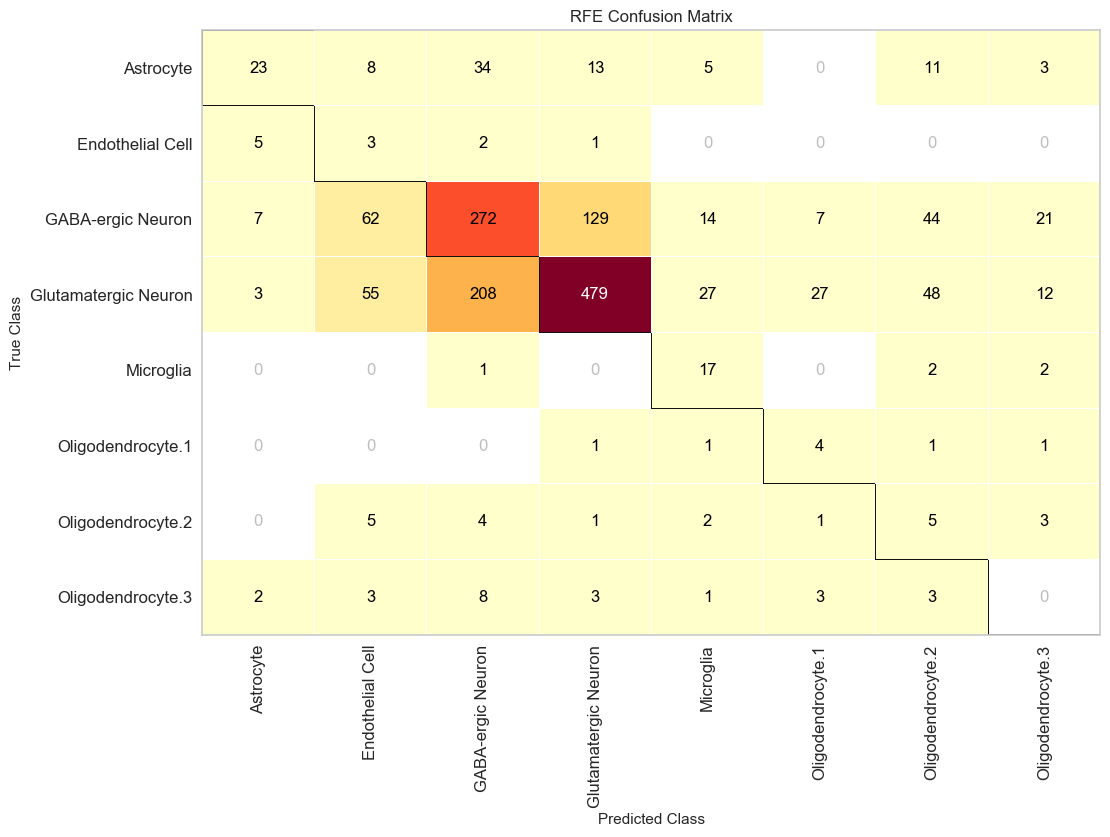 RFE Confusion Matrix
True Class
Astrocyte 23 8 34 13 5 0 11 3
Endothelial Cell 5 3 2 1 0 0 0 0
GABA-ergic Neuron 7 62 272 129 14 7 44 21
Glutamatergic Neuron 3 55 208 479 27 27 48 12
Microglia 0 0 1 0 17 0 2 2
Oligodendrocyte.1 0 0 0 1 1 4 1 1
Oligodendrocyte.2 0 5 4 1 2 1 5 3
Oligodendrocyte.3 2 3 8 3 1 3 3 0
Astrocyte
Endothelial Cell
GABA-ergic Neuron
Glutamatergic Neuron
Microglia
Oligodendrocyte.1
Oligodendrocyte.2
Oligodendrocyte.3
Predicted Class